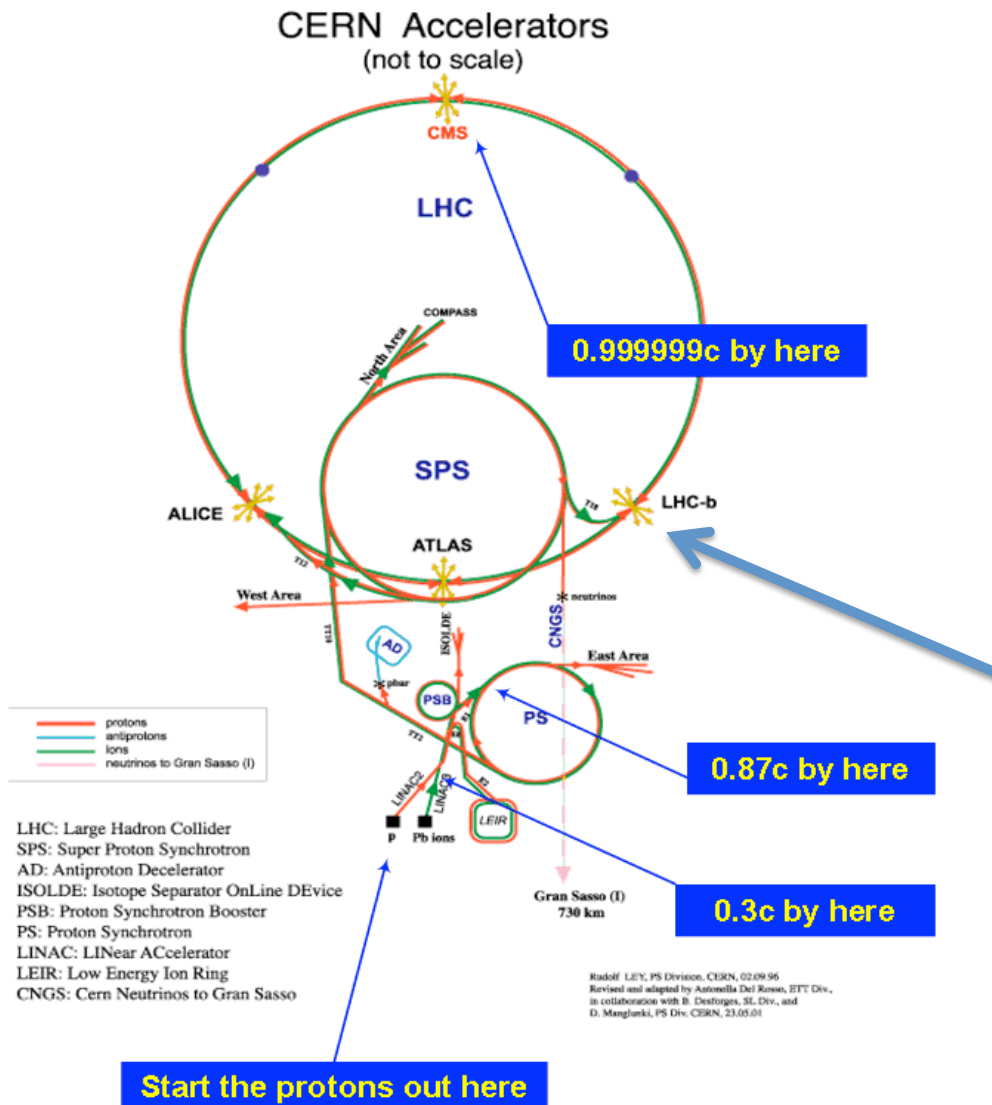 CERN Accelerators
(not to scale)
CMS
LHC
COMPASS
North Area
0.999999c by here
SPS
TI8
ALICE
LHC-b
ATLAS
TI2
West Area
neutrinos
CNGS
ISOLDE
TT10
East Area
AD
pbar
PSB
PS
protons
antiprotons
ions
neutrinos to Gran Sasso (I)
TT2
E2
0.87c by here
LINAC2
LINAC3
LEIR
p
Pb ions
LHC: Large Hadron Collider
SPS: Super Proton Synchrotron
AD: Antiproton Decelerator
ISOLDE: Isotope Separator OnLine DEvice
PSB: Proton Synchrotron Booster
PS: Proton Synchrotron
LINAC: LINear ACcelerator
LEIR: Low Energy Ion Ring
CNGS: Cern Neutrinos to Gran Sasso
Gran Sasso (I)
730 km
0.3c by here
Rudolf LEY, PS Division, CERN, 02.09.96
Revised and adapted by Antonella Del Rosso, ETT Div.,
in collaboration with B. Desforges, SL Div., and
D. Manglunki, PS Div. CERN, 23.05.01
Start the protons out here